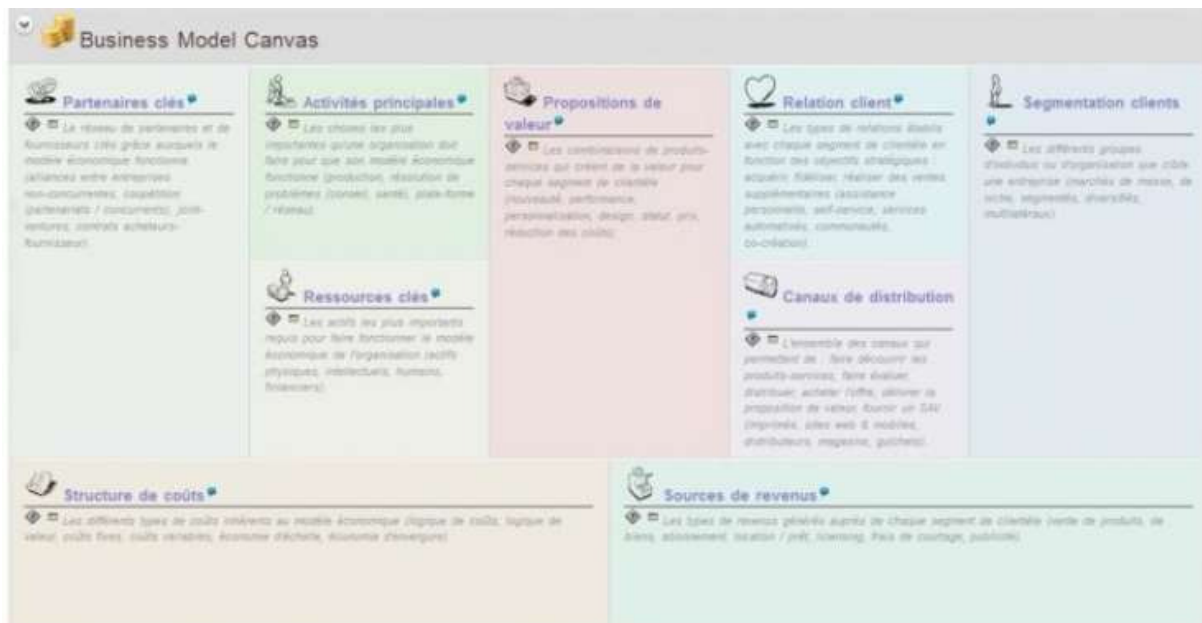 Business Model Canvas
Partenaires clés
Le réseau de partenaires et de
fournisseurs clés grâce auxquels le
modèle économique fonctionne
(alliances entre entreprises
non-concurrentes, coopétition
(partenariats / concurrents), joint-
ventures, contrats acheteurs-
fournisseur).
Activités principales
Les choses les plus
importantes qu'une organisation doit
faire pour que son modèle économique
fonctionne (production, résolution de
problèmes (conseil, santé), plate-forme
/ réseau).
Ressources clés
Les actifs les plus importants
requis pour faire fonctionner le modèle
économique de l'organisation (actifs
physiques, intellectuels, humains,
financiers).
Propositions de
valeur
Les combinaisons de produits-
services qui créent de la valeur pour
chaque segment de clientèle
(nouveauté, performance,
personnalisation, design, statut, prix,
réduction des coûts).
Relation client
Les types de relations établis
avec chaque segment de clientèle en
fonction des objectifs stratégiques :
acquérir, fidéliser, réaliser des ventes
supplémentaires (assistance
personnelle, self-service, services
automatisés, communautés,
co-création).
Canaux de distribution
L'ensemble des canaux qui
permettent de : faire découvrir les
produits-services, faire évaluer,
distribuer, acheter l'offre, délivrer la
proposition de valeur, fournir un SAV
(imprimés, sites web & mobiles,
distributeurs, magasins, guichets).
Segmentation clients
Les différents groupes
d'individus ou d'organisation que cible
une entreprise (marchés de masse, de
niche, segmentés, diversifiés,
multilatéraux).
Structure de coûts
Les différents types de coûts inhérents au modèle économique (logique de coûts, logique de
valeur, coûts fixes, coûts variables, économie d'échelle, économie d'envergure).
Sources de revenus
Les types de revenus générés auprès de chaque segment de clientèle (vente de produits, de
biens, abonnement, location / prêt, licensing, frais de courtage, publicité).